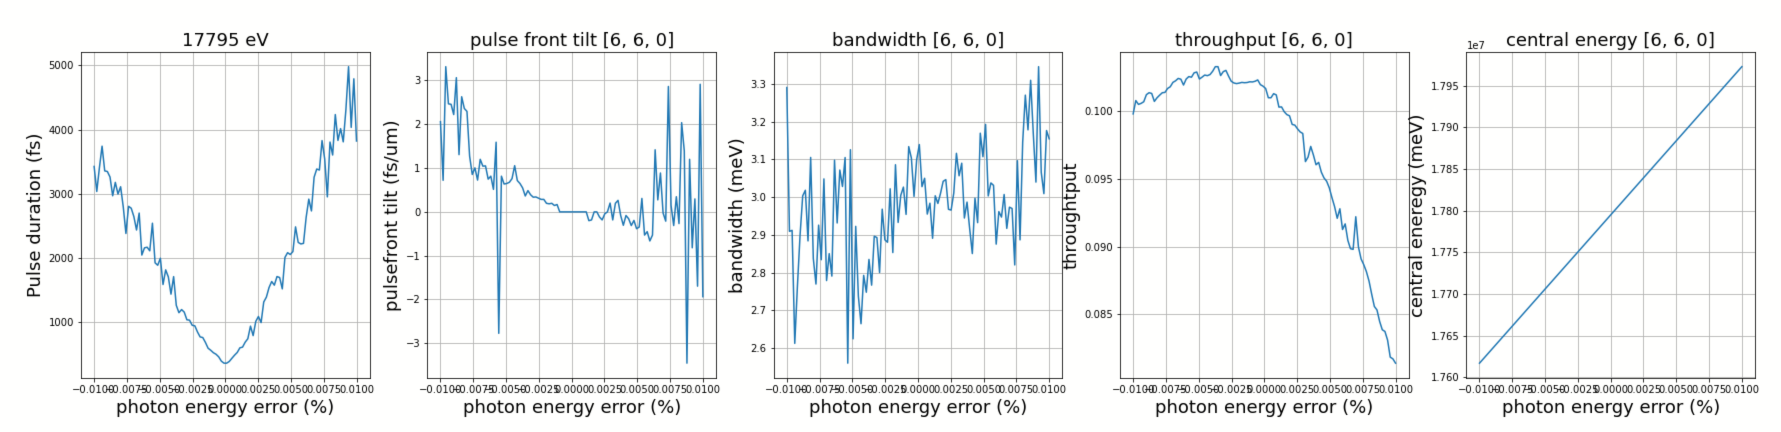 17795 eV
5000
4000
3000
2000
1000
Pulse duration (fs)
photon energy error (%)
pulse front tilt [6, 6, 0]
3
2
1
0
−1
−2
−3
pulsefront tilt (fs/um)
photon energy error (%)
bandwidth [6, 6, 0]
3.3
3.2
3.1
3.0
2.9
2.8
2.7
2.6
bandwidth (meV)
photon energy error (%)
throughput [6, 6, 0]
0.100
0.095
0.090
0.085
throughtput
photon energy error (%)
central energy [6, 6, 0]
1e7
1.795
1.790
1.785
1.780
1.775
1.770
1.765
1.760
central eneregy (meV)
photon energy error (%)